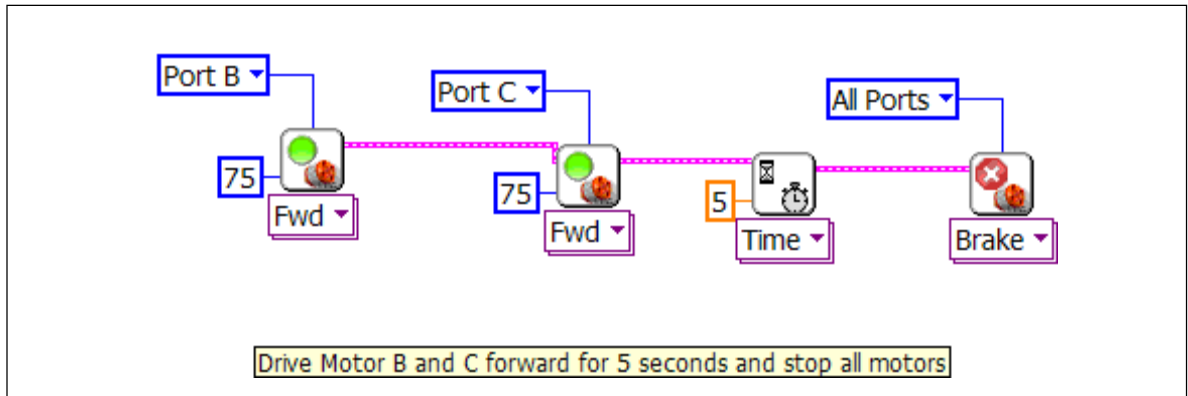 Port B
Port C
All Ports
75
Fwd
75
Fwd
5
Time
Brake
Drive Motor B and C forward for 5 seconds and stop all motors